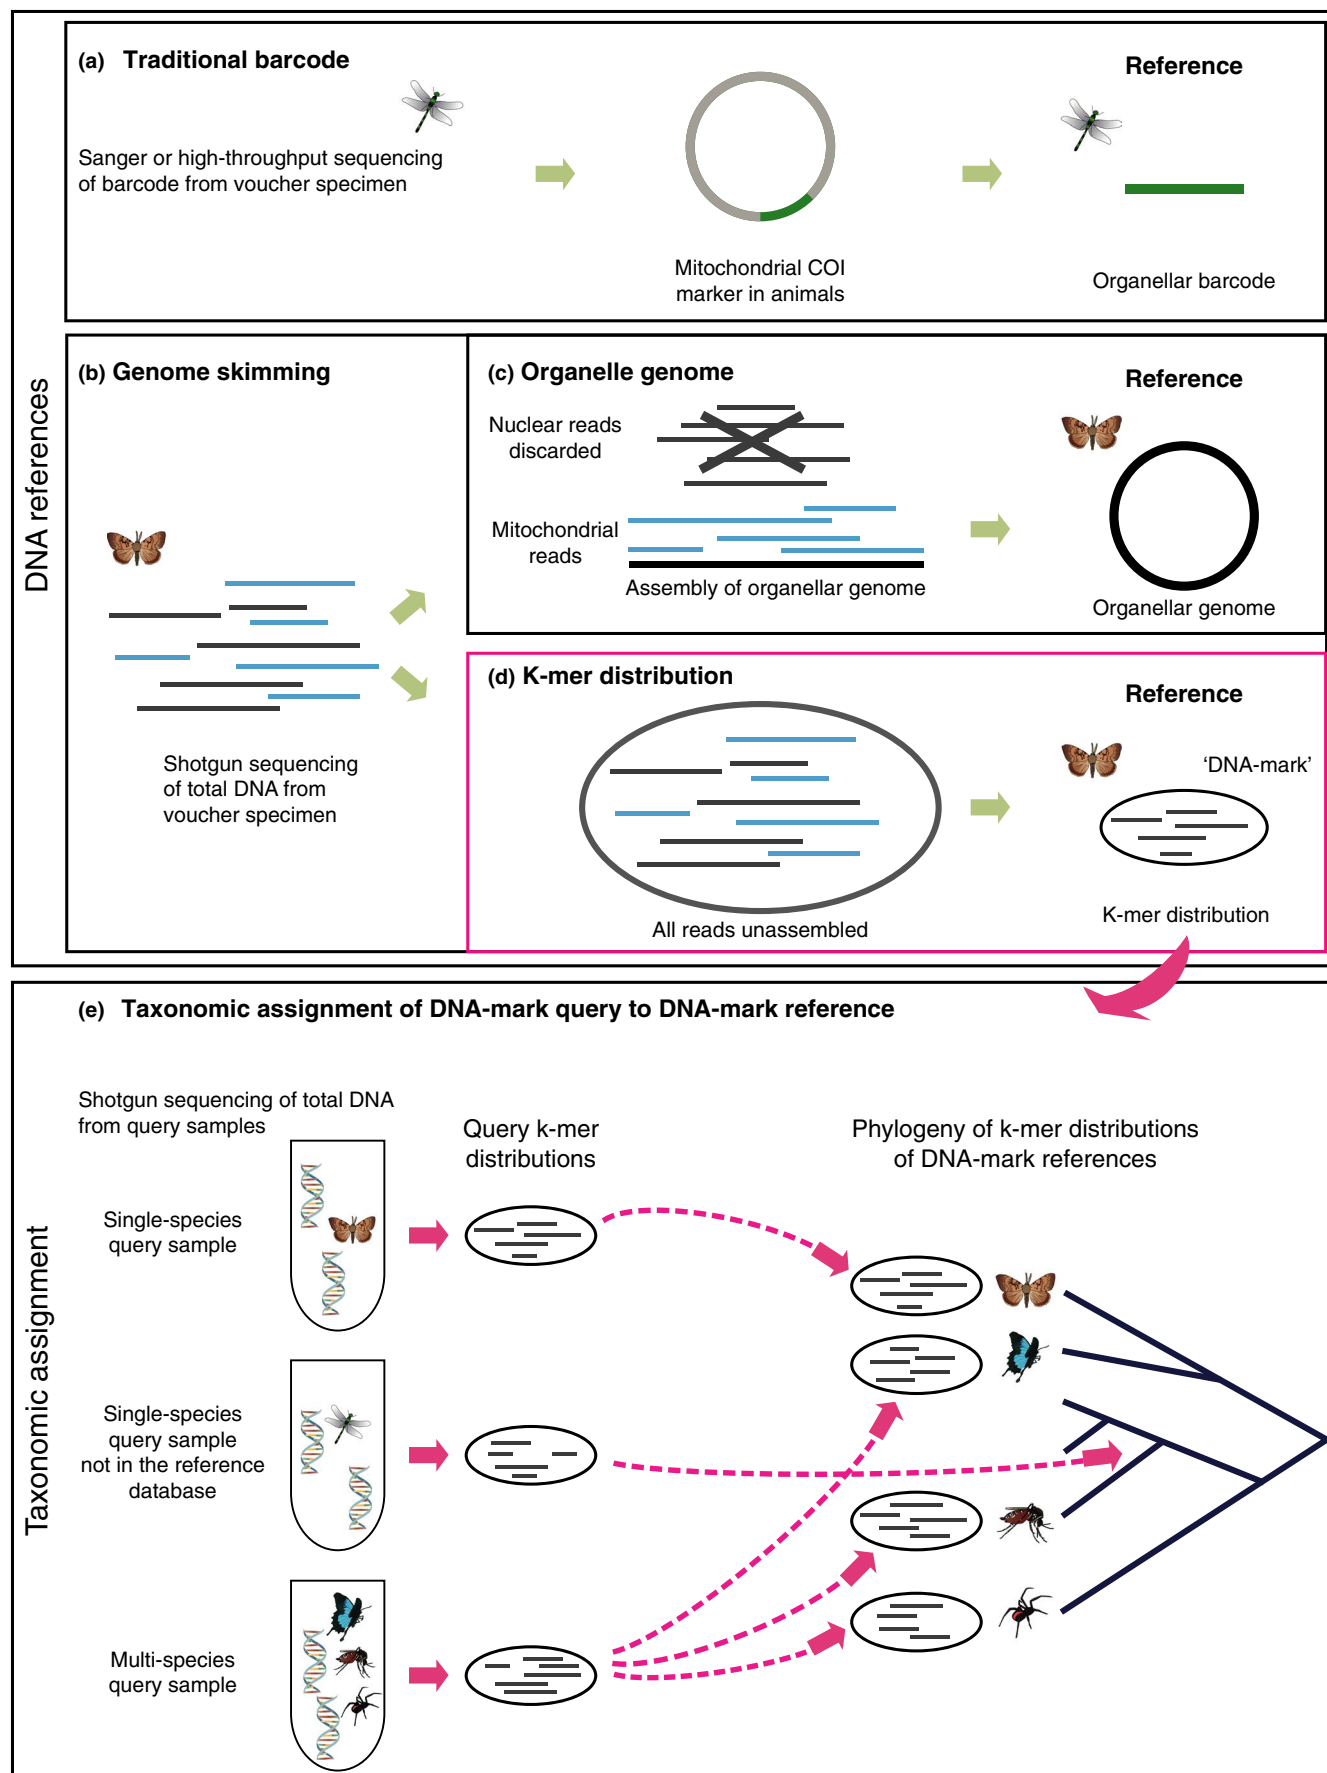 DNA references
(a) Traditional barcode
Reference
Sanger or high-throughput sequencing
of barcode from voucher specimen
Mitochondrial COI
marker in animals
Organellar barcode
(b) Genome skimming
Shotgun sequencing
of total DNA from
voucher specimen
(c) Organelle genome
Reference
Nuclear reads
discarded
Mitochondrial
reads
Assembly of organellar genome
Organellar genome
(d) K-mer distribution
Reference
‘DNA-mark’
All reads unassembled
K-mer distribution
Taxonomic assignment
(e) Taxonomic assignment of DNA-mark query to DNA-mark reference
Shotgun sequencing of total DNA
from query samples
Query k-mer
distributions
Phylogeny of k-mer distributions
of DNA-mark references
Single-species
query sample
Single-species
query sample
not in the reference
database
Multi-species
query sample